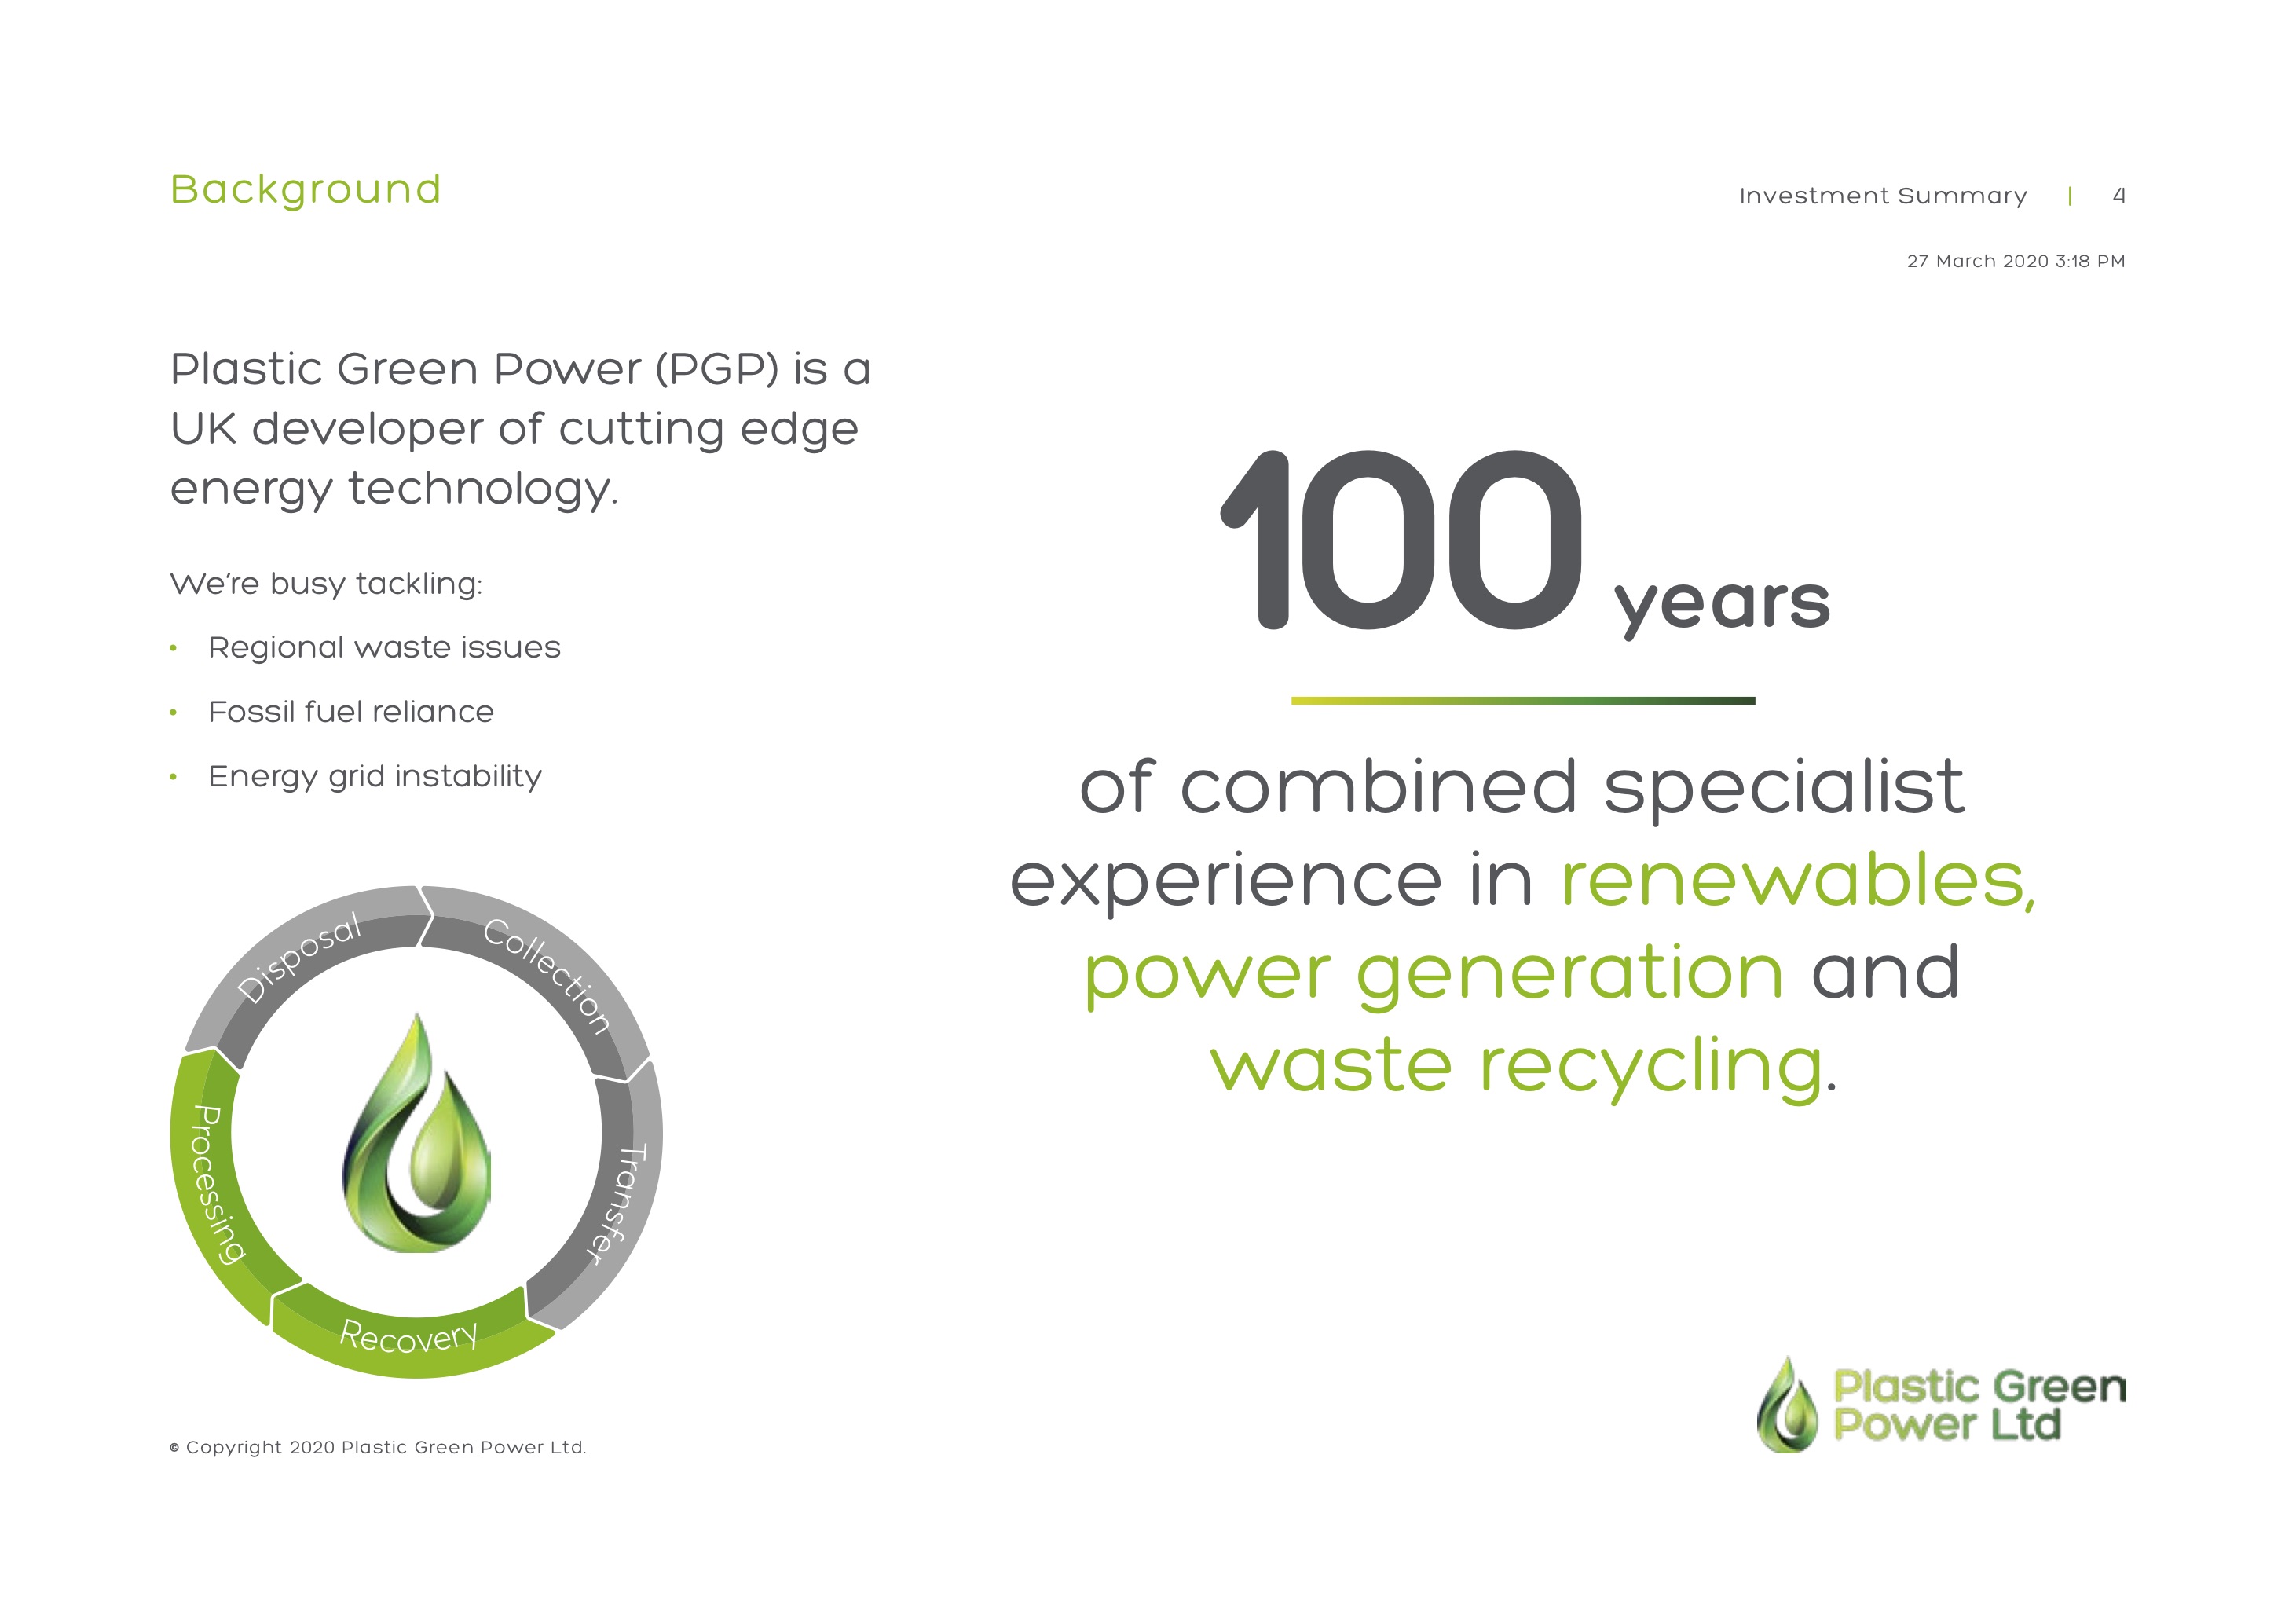 Background
Investment Summary | 4
27 March 2020 3:18 PM
Plastic Green Power (PGP) is a
UK developer of cutting edge
energy technology.
We're busy tackling:
• Regional waste issues
• Fossil fuel reliance
• Energy grid instability
Disposal
Collection
Transfer
Recovery
Processing
100 years
of combined specialist
experience in renewables,
power generation and
waste recycling.
© Copyright 2020 Plastic Green Power Ltd.
Plastic Green
Power Ltd